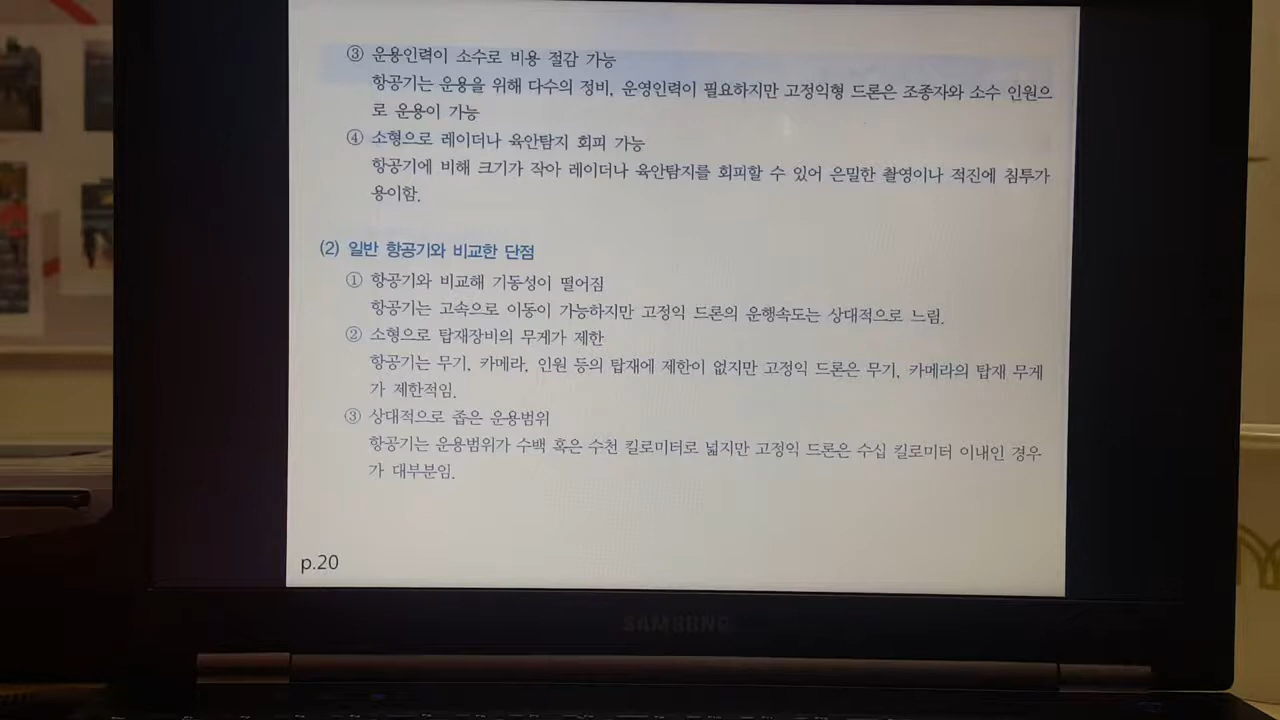 ③ 운용인력이 소수로 비용 절감 가능
항공기는 운용을 위해 다수의 정비, 운영인력이 필요하지만 고정익형 드론은 조종자와 소수 인원으
로 운용이 가능
④ 소형으로 레이더나 육안탐지 회피 가능
항공기에 비해 크기가 작아 레이더나 육안탐지를 회피할 수 있어 은밀한 촬영이나 적진에 침투가
용이함.
(2) 일반 항공기와 비교한 단점
① 항공기와 비교해 기동성이 떨어짐
항공기는 고속으로 이동이 가능하지만 고정익 드론의 운행속도는 상대적으로 느림.
② 소형으로 탑재장비의 무게가 제한
항공기는 무기, 카메라, 인원 등의 탑재에 제한이 없지만 고정익 드론은 무기, 카메라의 탑재 무게
가 제한적임.
③ 상대적으로 좁은 운용범위
항공기는 운용범위가 수백 혹은 수천 킬로미터로 넓지만 고정익 드론은 수십 킬로미터 이내인 경우
가 대부분임.
p.20
SAMSUNG